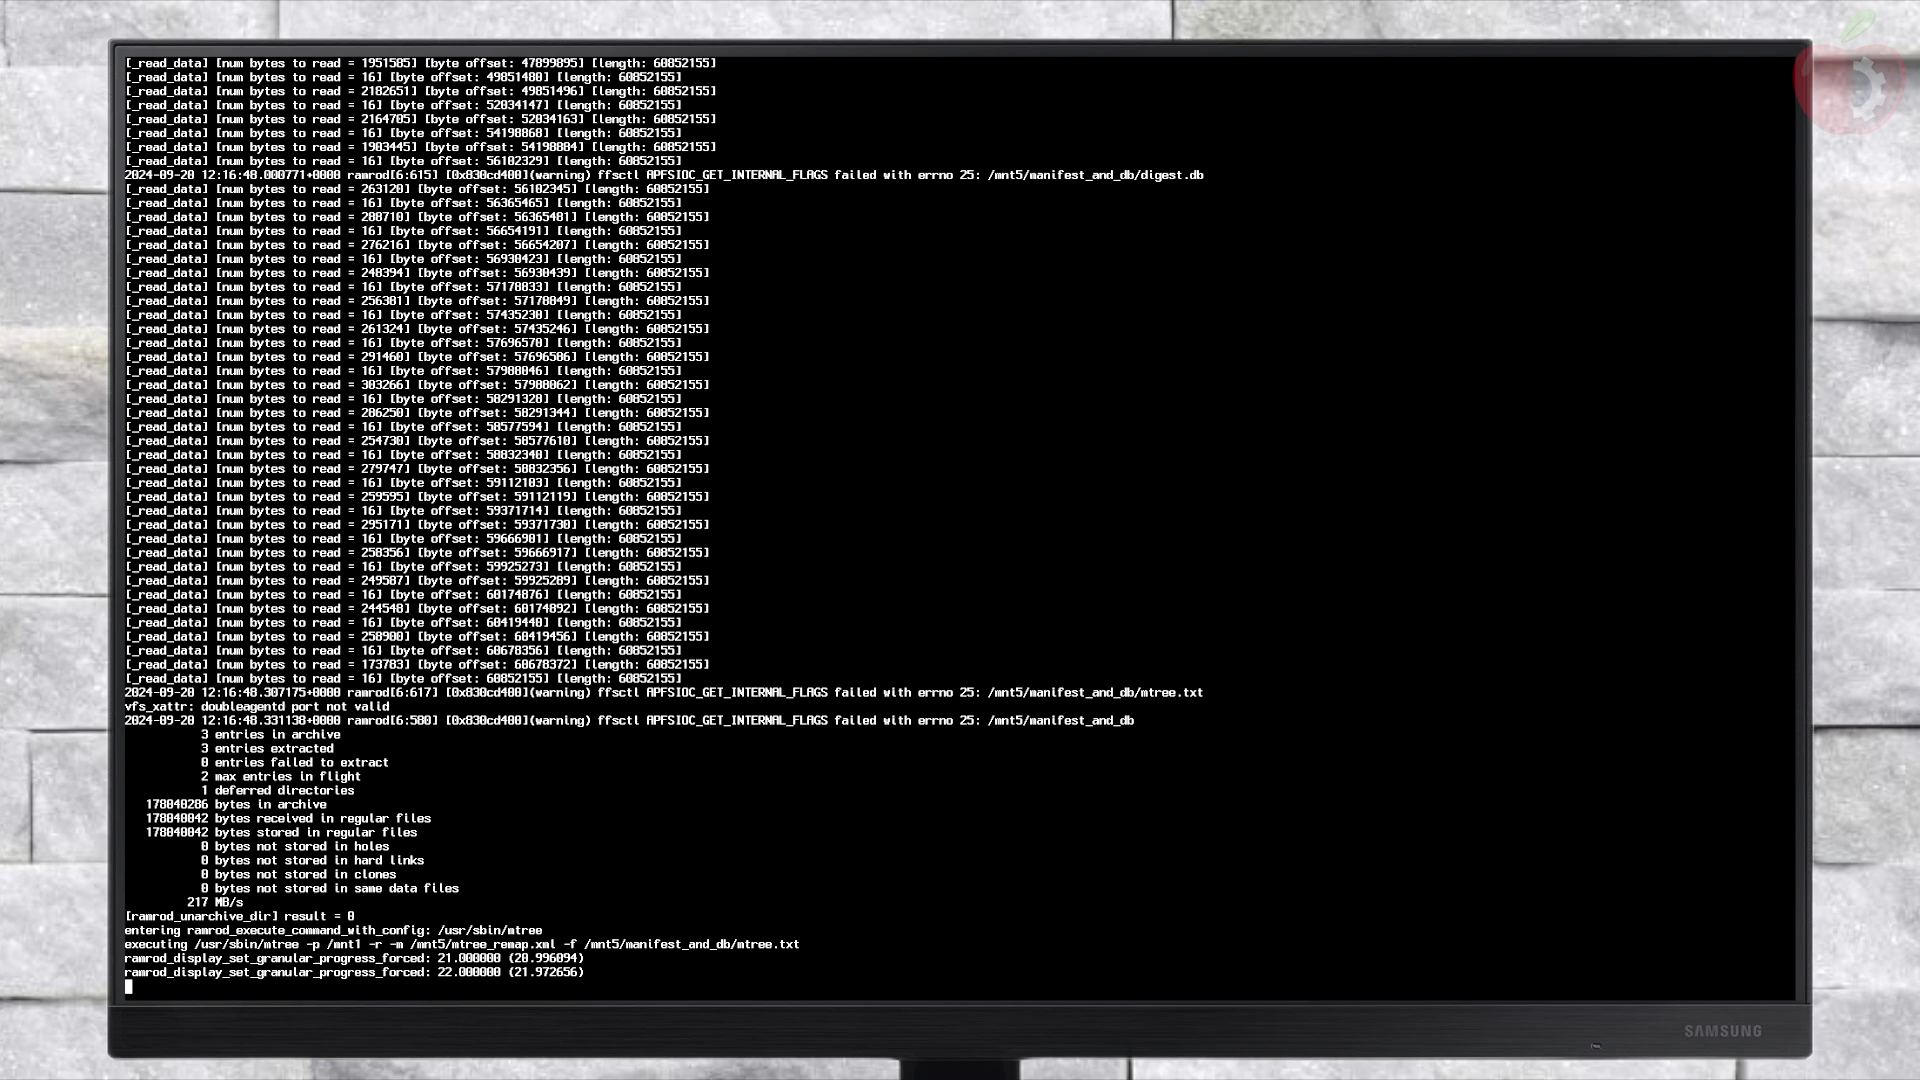 [_read_data] [num bytes to read = 1951585] [byte offset: 47899895] [length: 60852155]
[_read_data] [num bytes to read = 16] [byte offset: 49851480] [length: 60852155]
[_read_data] [num bytes to read = 2182651] [byte offset: 49851496] [length: 60852155]
[_read_data] [num bytes to read = 16] [byte offset: 52034147] [length: 60852155]
[_read_data] [num bytes to read = 2164705] [byte offset: 52034163] [length: 60852155]
[_read_data] [num bytes to read = 16] [byte offset: 54198868] [length: 60852155]
[_read_data] [num bytes to read = 1903445] [byte offset: 54198884] [length: 60852155]
[_read_data] [num bytes to read = 16] [byte offset: 56102329] [length: 60852155]
2024-09-20 12:16:48.000771+0000 ramrod[6:615] [0x830cd400](warning) ffsctl APFSIOC_GET_INTERNAL_FLAGS failed with errno 25: /mnt5/manifest_and_db/digest.db
[_read_data] [num bytes to read = 263120] [byte offset: 56102345] [length: 60852155]
[_read_data] [num bytes to read = 16] [byte offset: 56365465] [length: 60852155]
[_read_data] [num bytes to read = 288710] [byte offset: 56365481] [length: 60852155]
[_read_data] [num bytes to read = 16] [byte offset: 56654191] [length: 60852155]
[_read_data] [num bytes to read = 276216] [byte offset: 56654207] [length: 60852155]
[_read_data] [num bytes to read = 16] [byte offset: 56930423] [length: 60852155]
[_read_data] [num bytes to read = 248394] [byte offset: 56930439] [length: 60852155]
[_read_data] [num bytes to read = 16] [byte offset: 57178833] [length: 60852155]
[_read_data] [num bytes to read = 256381] [byte offset: 57178849] [length: 60852155]
[_read_data] [num bytes to read = 16] [byte offset: 57435230] [length: 60852155]
[_read_data] [num bytes to read = 261324] [byte offset: 57435246] [length: 60852155]
[_read_data] [num bytes to read = 16] [byte offset: 57696570] [length: 60852155]
[_read_data] [num bytes to read = 291460] [byte offset: 57696586] [length: 60852155]
[_read_data] [num bytes to read = 16] [byte offset: 57988046] [length: 60852155]
[_read_data] [num bytes to read = 303266] [byte offset: 57988062] [length: 60852155]
[_read_data] [num bytes to read = 16] [byte offset: 58291328] [length: 60852155]
[_read_data] [num bytes to read = 286250] [byte offset: 58291344] [length: 60852155]
[_read_data] [num bytes to read = 16] [byte offset: 58577594] [length: 60852155]
[_read_data] [num bytes to read = 254730] [byte offset: 58577610] [length: 60852155]
[_read_data] [num bytes to read = 16] [byte offset: 58832340] [length: 60852155]
[_read_data] [num bytes to read = 279747] [byte offset: 58832356] [length: 60852155]
[_read_data] [num bytes to read = 16] [byte offset: 59112103] [length: 60852155]
[_read_data] [num bytes to read = 259595] [byte offset: 59112119] [length: 60852155]
[_read_data] [num bytes to read = 16] [byte offset: 59371714] [length: 60852155]
[_read_data] [num bytes to read = 295171] [byte offset: 59371730] [length: 60852155]
[_read_data] [num bytes to read = 16] [byte offset: 59666901] [length: 60852155]
[_read_data] [num bytes to read = 258356] [byte offset: 59666917] [length: 60852155]
[_read_data] [num bytes to read = 16] [byte offset: 59925273] [length: 60852155]
[_read_data] [num bytes to read = 249587] [byte offset: 59925289] [length: 60852155]
[_read_data] [num bytes to read = 16] [byte offset: 60174876] [length: 60852155]
[_read_data] [num bytes to read = 244548] [byte offset: 60174892] [length: 60852155]
[_read_data] [num bytes to read = 16] [byte offset: 60419440] [length: 60852155]
[_read_data] [num bytes to read = 258900] [byte offset: 60419456] [length: 60852155]
[_read_data] [num bytes to read = 16] [byte offset: 60678356] [length: 60852155]
[_read_data] [num bytes to read = 173783] [byte offset: 60678372] [length: 60852155]
[_read_data] [num bytes to read = 16] [byte offset: 60852155] [length: 60852155]
2024-09-20 12:16:48.307175+0000 ramrod[6:617] [0x830cd400](warning) ffsctl APFSIOC_GET_INTERNAL_FLAGS failed with errno 25: /mnt5/manifest_and_db/mtree.txt
vfs_xattr: doubleagentd port not valid
2024-09-20 12:16:48.331138+0000 ramrod[6:580] [0x830cd400](warning) ffsctl APFSIOC_GET_INTERNAL_FLAGS failed with errno 25: /mnt5/manifest_and_db
3 entries in archive
3 entries extracted
0 entries failed to extract
2 max entries in flight
1 deferred directories
178040286 bytes in archive
178040042 bytes received in regular files
178040042 bytes stored in regular files
0 bytes not stored in holes
0 bytes not stored in hard links
0 bytes not stored in clones
0 bytes not stored in same data files
217 MB/s
[ramrod_unarchive_dir] result = 0
entering ramrod_execute_command_with_config: /usr/sbin/mtree
executing /usr/sbin/mtree -p /mnt1 -r -m /mnt5/mtree_remap.xml -f /mnt5/manifest_and_db/mtree.txt
ramrod_display_set_granular_progress_forced: 21.000000 (20.996094)
ramrod_display_set_granular_progress_forced: 22.000000 (21.972656)
SAMSUNG